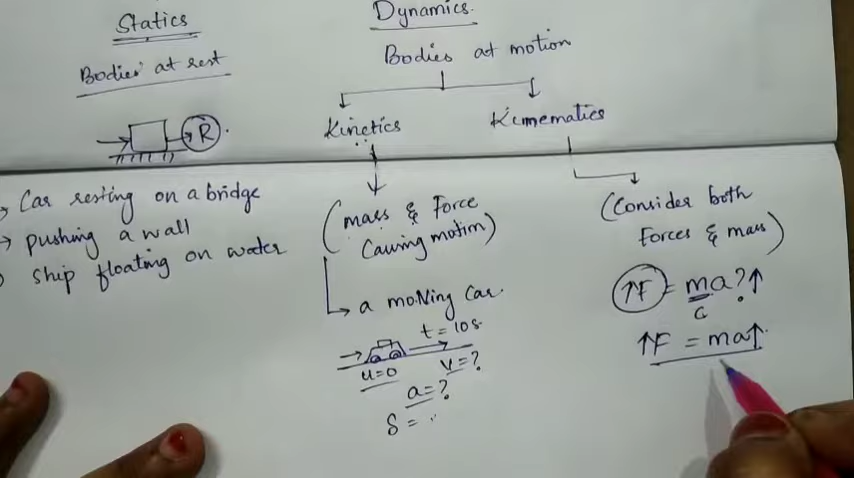 Statics
Bodies at rest
R
→ Car resting on a bridge
→ pushing a wall
ship floating on water
Dynamics.
Bodies at motion
Kinetics
(mass & Force
Causing motion)
↳ a moving car.
t=10s.
u=0
v=?
a=?
S=
Kinematics
(Consider both
Forces & mass)
↑F = ma?↑
c
↑F = ma↑